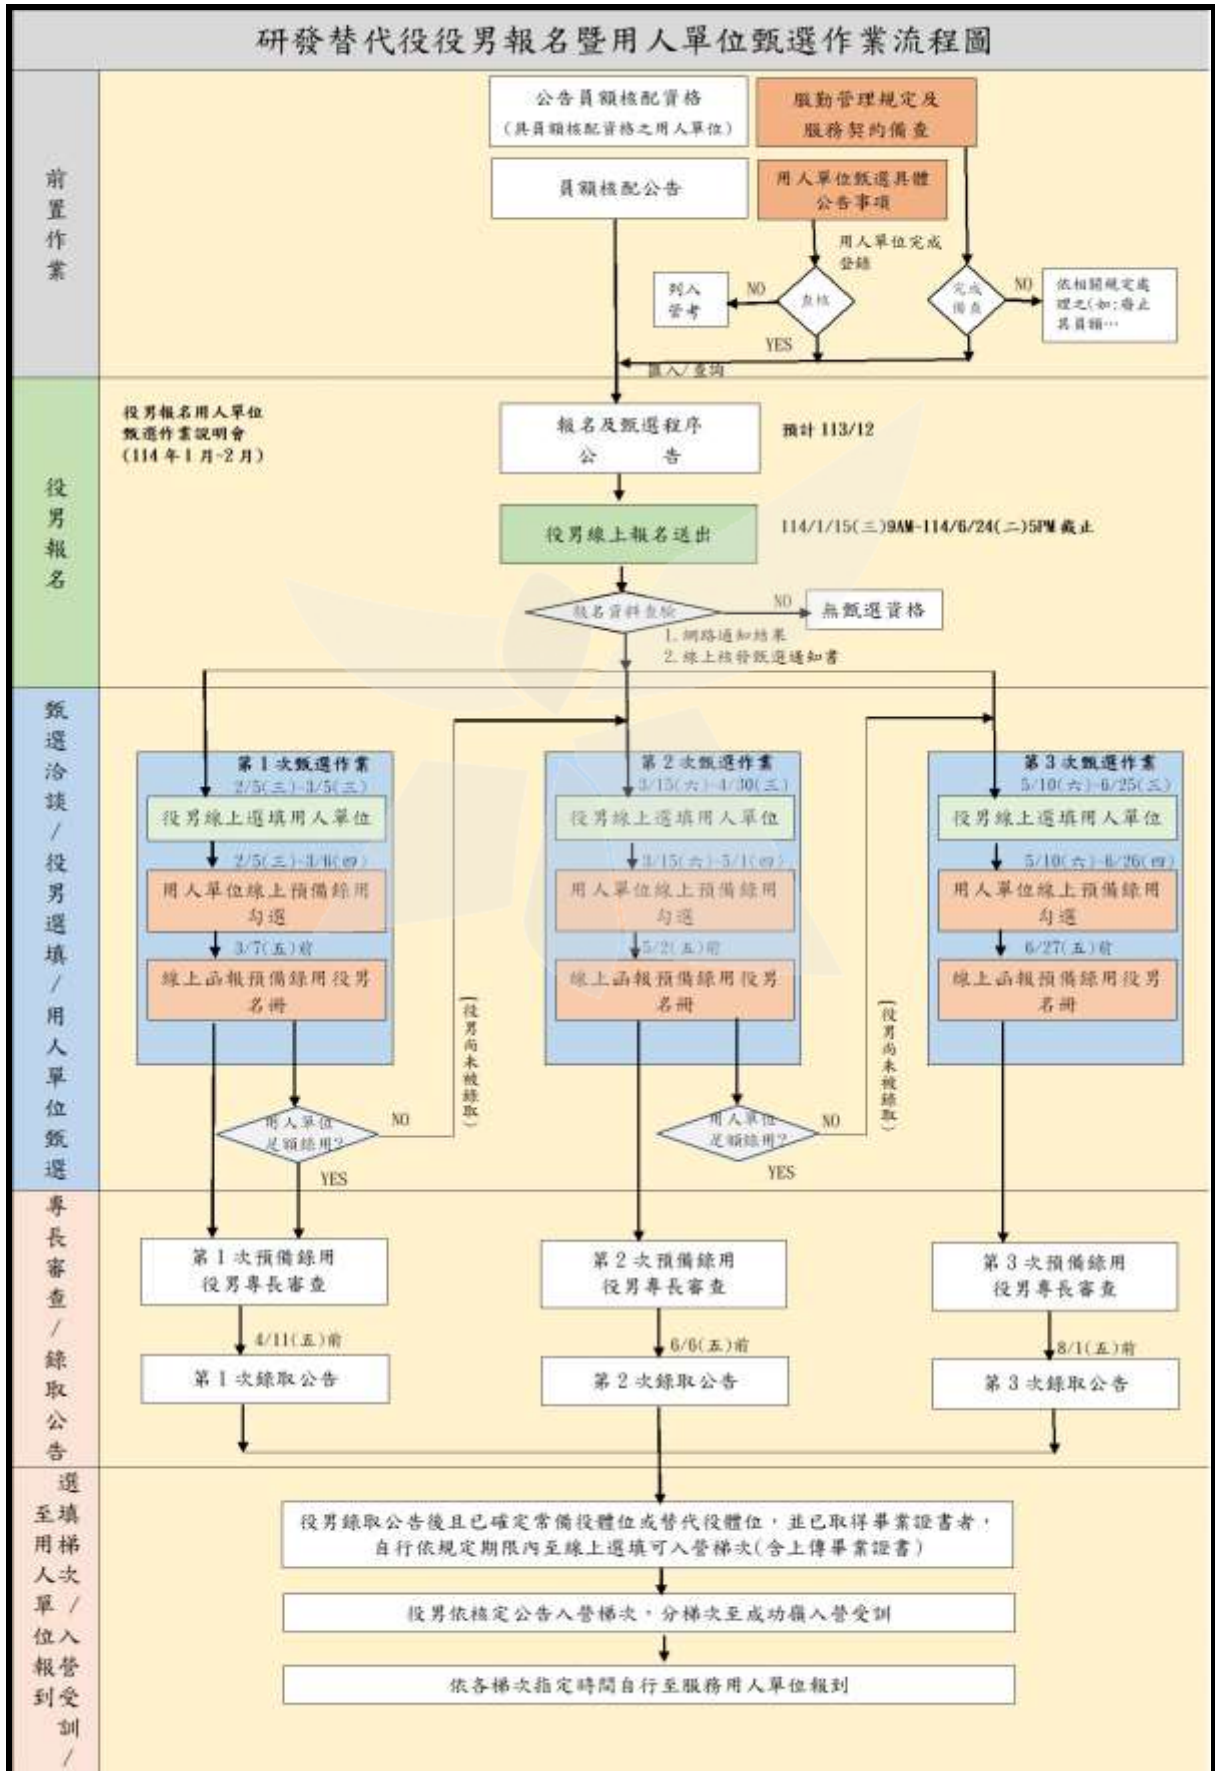 研發替代役役男報名暨用人單位甄選作業流程圖
前置作業
公告員額核配資格
(具員額核配資格之用人單位)
服勤管理規定及
服務契約備查
員額核配公告
用人單位甄選具體
公告事項
用人單位完成
登錄
列入
管考
NO
查核
完成
備查
NO
依相關規定處
理之(如:廢止
其員額…
YES
匯入/查詢
役男報名
役男報名用人單位
甄選作業說明會
(114年1月-2月)
報名及甄選程序
公 告
預計 113/12
役男線上報名送出
114/1/15(三)9AM-114/6/24(二)5PM 截止
報名資料查驗
NO
無甄選資格
1.網路通知結果
2.線上核發甄選通知書
甄選洽談/役男選填/用人單位甄選
第1次甄選作業
2/5(三)-3/5(三)
役男線上選填用人單位
2/5(三)-3/6(四)
用人單位線上預備錄用
勾選
3/7(五)前
線上函報預備錄用役男
名冊
用人單位
足額錄用?
NO
YES
(役男尚未被錄取)
第2次甄選作業
3/15(六)-4/30(三)
役男線上選填用人單位
3/15(六)-5/1(四)
用人單位線上預備錄用
勾選
5/2(五)前
線上函報預備錄用役男
名冊
用人單位
足額錄用?
NO
YES
(役男尚未被錄取)
第3次甄選作業
5/10(六)-6/25(三)
役男線上選填用人單位
5/10(六)-6/26(四)
用人單位線上預備錄用
勾選
6/27(五)前
線上函報預備錄用役男
名冊
專長審查/錄取公告
第1次預備錄用
役男專長審查
4/11(五)前
第1次錄取公告
第2次預備錄用
役男專長審查
6/6(五)前
第2次錄取公告
第3次預備錄用
役男專長審查
8/1(五)前
第3次錄取公告
選填梯次/入營受訓/
至用人單位報到
役男錄取公告後且已確定常備役體位或替代役體位，並已取得畢業證書者，
自行依規定期限內至線上選填可入營梯次(含上傳畢業證書)
役男依核定公告入營梯次，分梯次至成功嶺入營受訓
依各梯次指定時間自行至服務用人單位報到